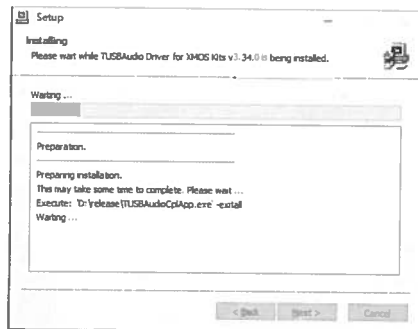 Setup
Installing
Please wait while TUSBAudio Driver for XMOS Kits v3.34.0 is being installed.
Waiting ...
Preparation.
Preparing installation.
This may take some time to complete. Please wait ...
Execute: 'D:\release\TUSBAudioCplApp.exe' -exitall
Waiting ...
< Back
Next >
Cancel